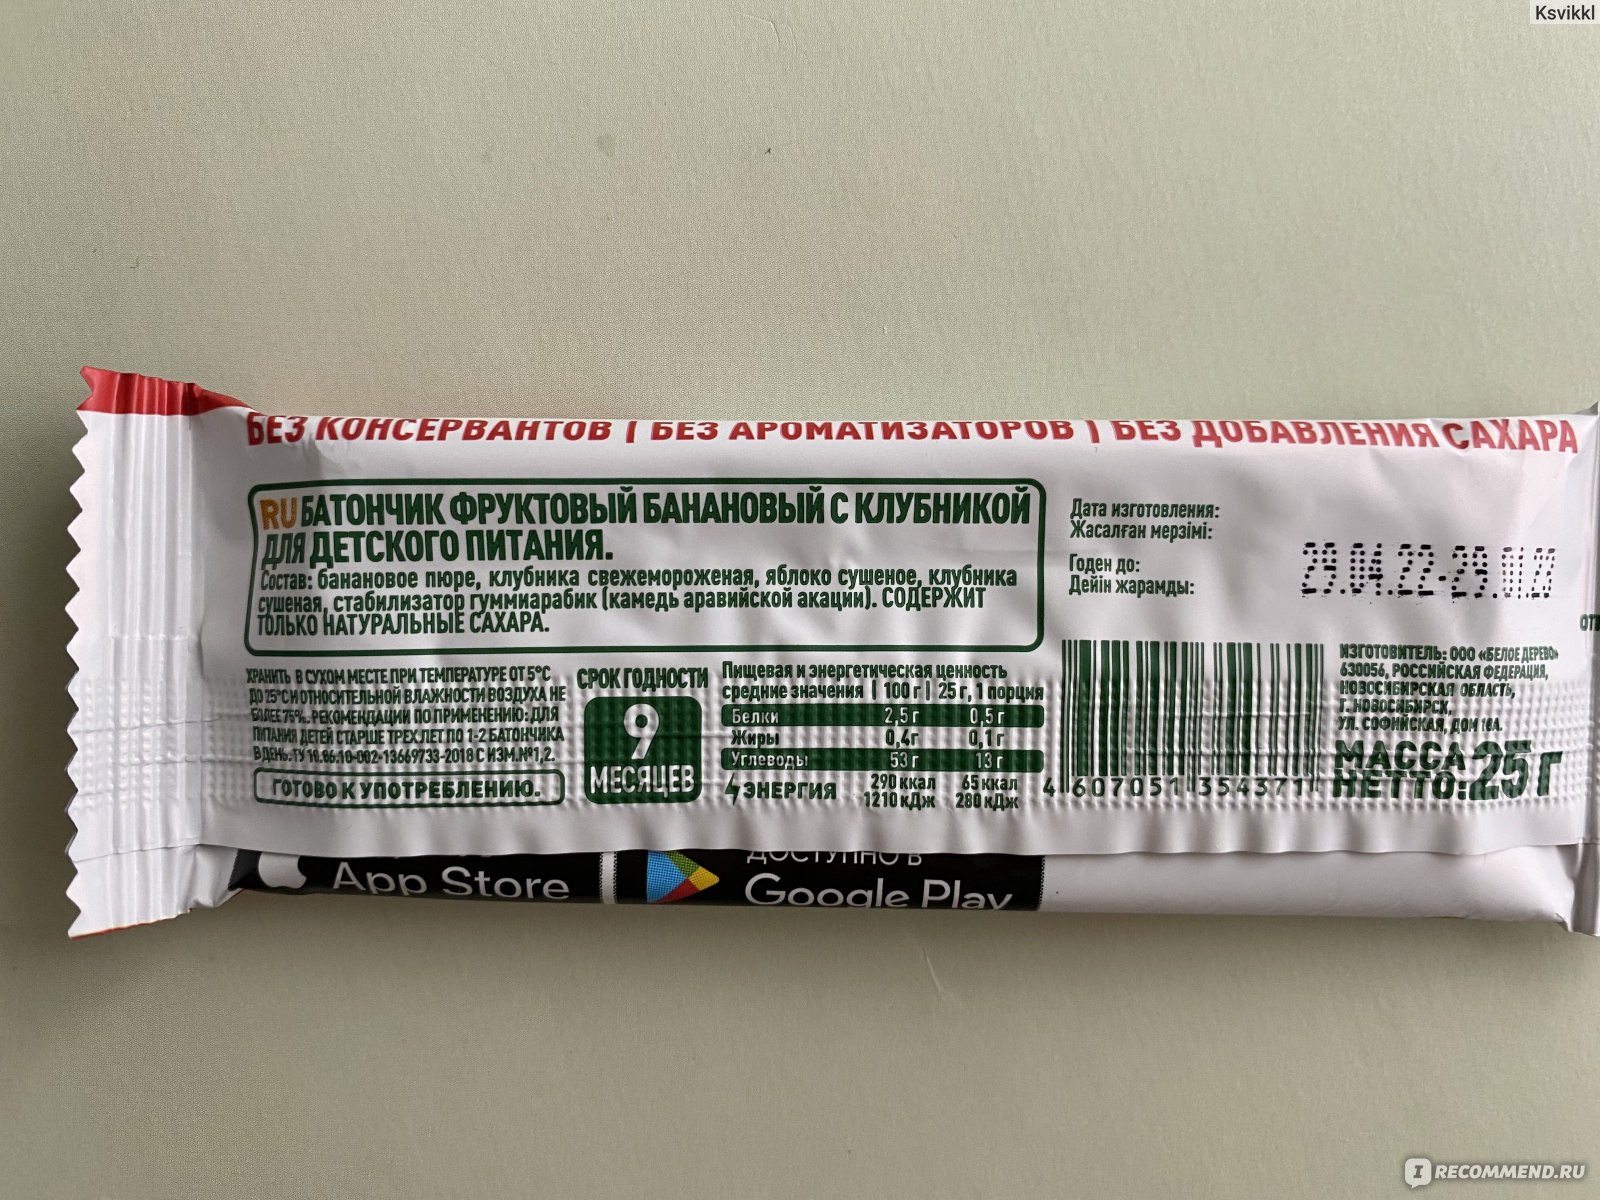 Ksvikkl
БЕЗ КОНСЕРВАНТОВ | БЕЗ АРОМАТИЗАТОРОВ | БЕЗ ДОБАВЛЕНИЯ САХАРА
RU БАТОНЧИК ФРУКТОВЫЙ БАНАНОВЫЙ С КЛУБНИКОЙ
ДЛЯ ДЕТСКОГО ПИТАНИЯ.
Состав: банановое пюре, клубника свежемороженая, яблоко сушеное, клубника
сушеная, стабилизатор гуммиарабик (камедь аравийской акации). СОДЕРЖИТ
ТОЛЬКО НАТУРАЛЬНЫЕ САХАРА.
ХРАНИТЬ В СУХОМ МЕСТЕ ПРИ ТЕМПЕРАТУРЕ ОТ 5°С
ДО 25°С И ОТНОСИТЕЛЬНОЙ ВЛАЖНОСТИ ВОЗДУХА НЕ
БОЛЕЕ 75%. РЕКОМЕНДАЦИИ ПО ПРИМЕНЕНИЮ: ДЛЯ
ПИТАНИЯ ДЕТЕЙ СТАРШЕ ТРЕХ ЛЕТ ПО 1-2 БАТОНЧИКА
В ДЕНЬ. ТУ 10.86.10-002-13669733-2018 С ИЗМ.№1,2.
ГОТОВО К УПОТРЕБЛЕНИЮ.
СРОК ГОДНОСТИ
9
МЕСЯЦЕВ
Пищевая и энергетическая ценность
средние значения | 100 г | 25 г, 1 порция
Белки 2,5 г 0,5 г
Жиры 0,4 г 0,1 г
Углеводы 53 г 13 г
ЭНЕРГИЯ 290 ккал 65 ккал
1210 кДж 280 кДж
Дата изготовления:
Жасалған мерзімі:
Годен до:
Дейін жарамды:
29.04.22-29.01.23
4 607051 354371
ИЗГОТОВИТЕЛЬ: ООО «БЕЛОЕ ДЕРЕВО»
630056, РОССИЙСКАЯ ФЕДЕРАЦИЯ,
НОВОСИБИРСКАЯ ОБЛАСТЬ,
Г. НОВОСИБИРСК,
УЛ. СОФИЙСКАЯ, ДОМ 16А.
МАССА
НЕТТО: 25 г
App Store
ДОСТУПНО В
Google Play
IRECOMMEND.RU